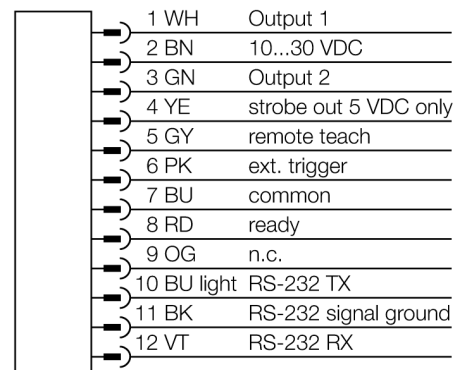 1 WH Output 1
2 BN 10...30 VDC
3 GN Output 2
4 YE strobe out 5 VDC only
5 GY remote teach
6 PK ext. trigger
7 BU common
8 RD ready
9 OG n.c.
10 BU light RS-232 TX
11 BK RS-232 signal ground
12 VT RS-232 RX